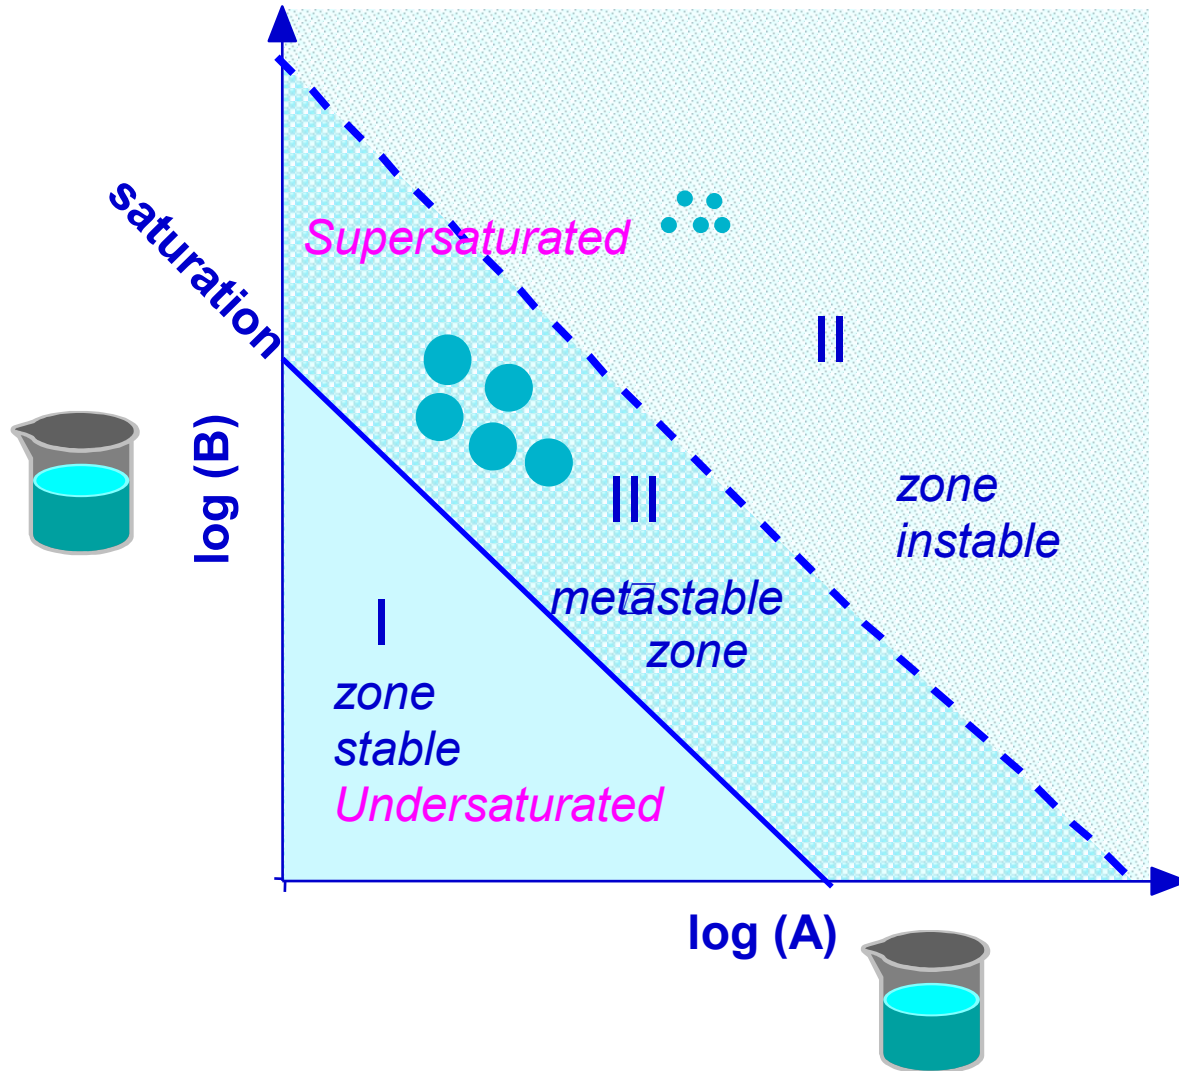 saturation
Supersaturated
II
log (B)
III
zone
instable
metastable
zone
I
zone
stable
Undersaturated
log (A)